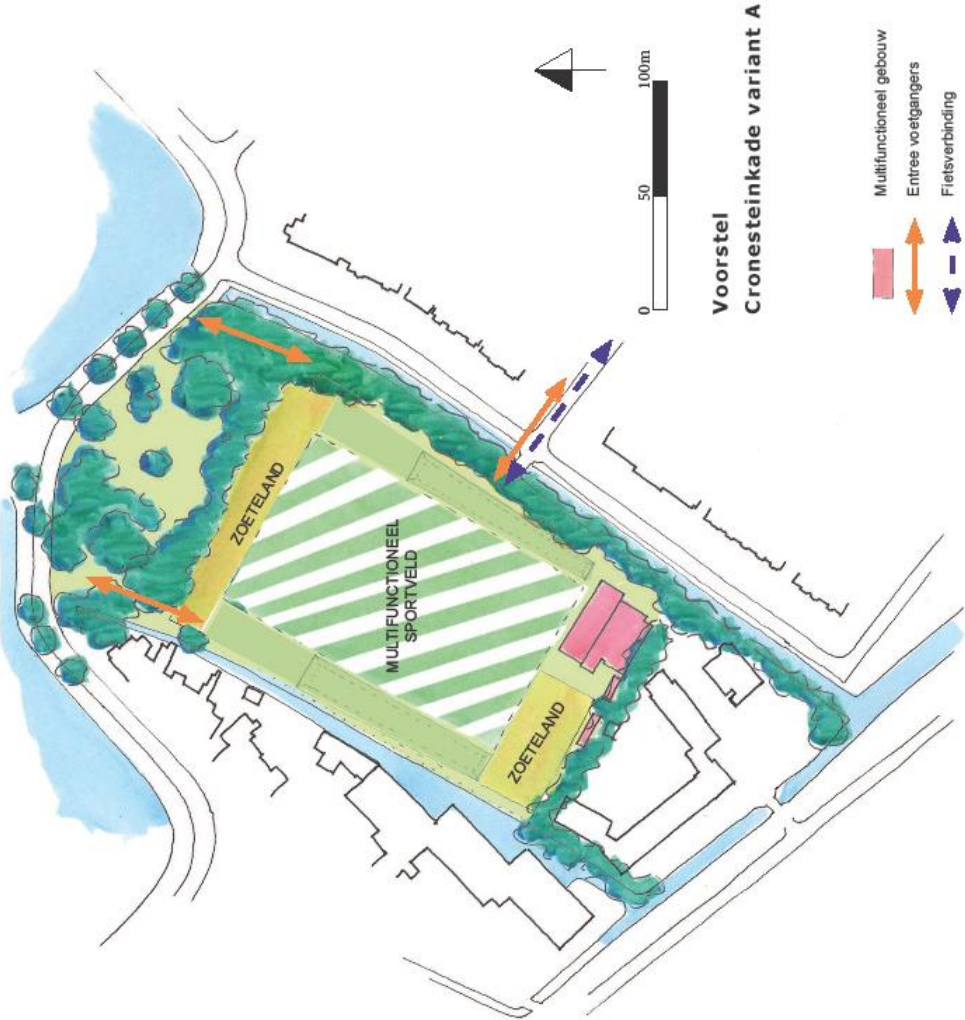 ZOETELAND
MULTIFUNCTIONEEL
SPORTVELD
ZOETELAND
0 50 100m
Voorstel
Cronesteinkade variant A
Multifunctioneel gebouw
Entree voetgangers
Fietsverbinding